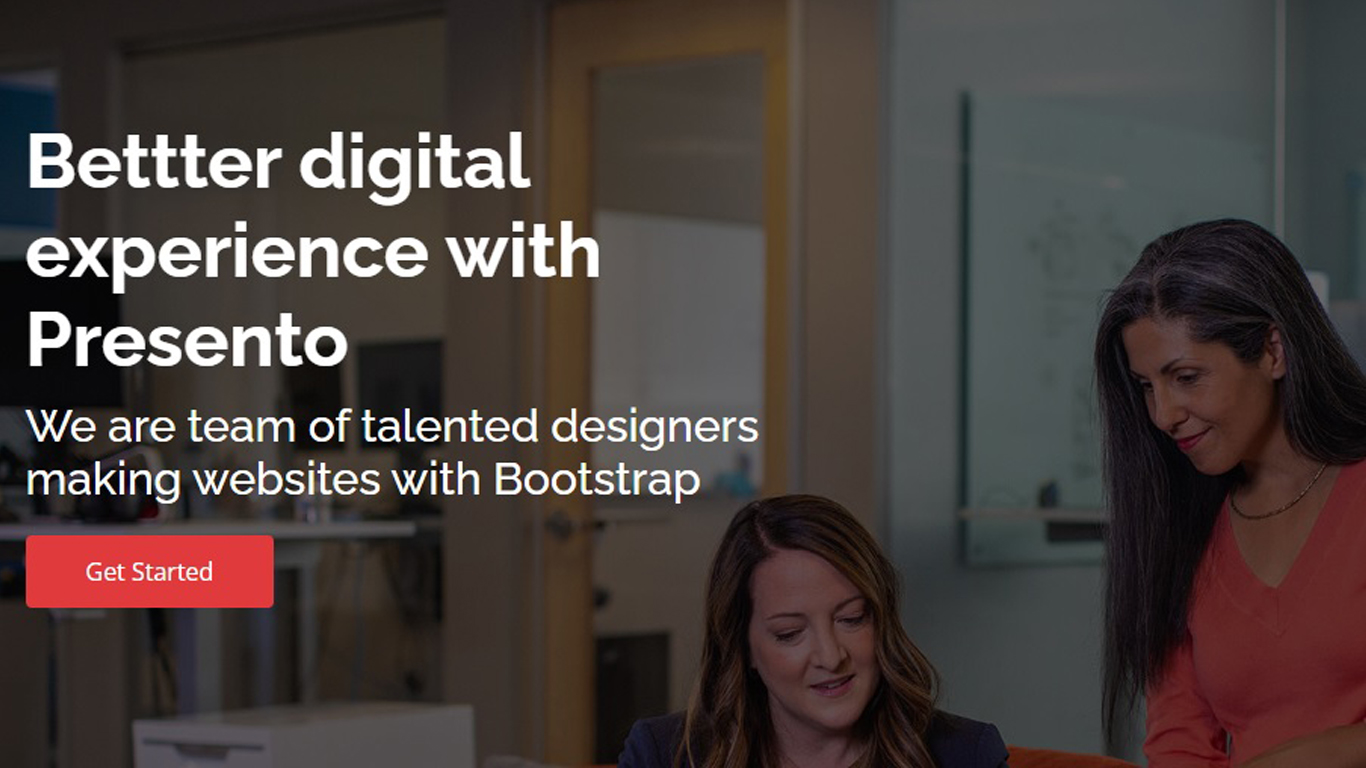 Bettter digital
experience with
Presento
We are team of talented designers
making websites with Bootstrap
Get Started